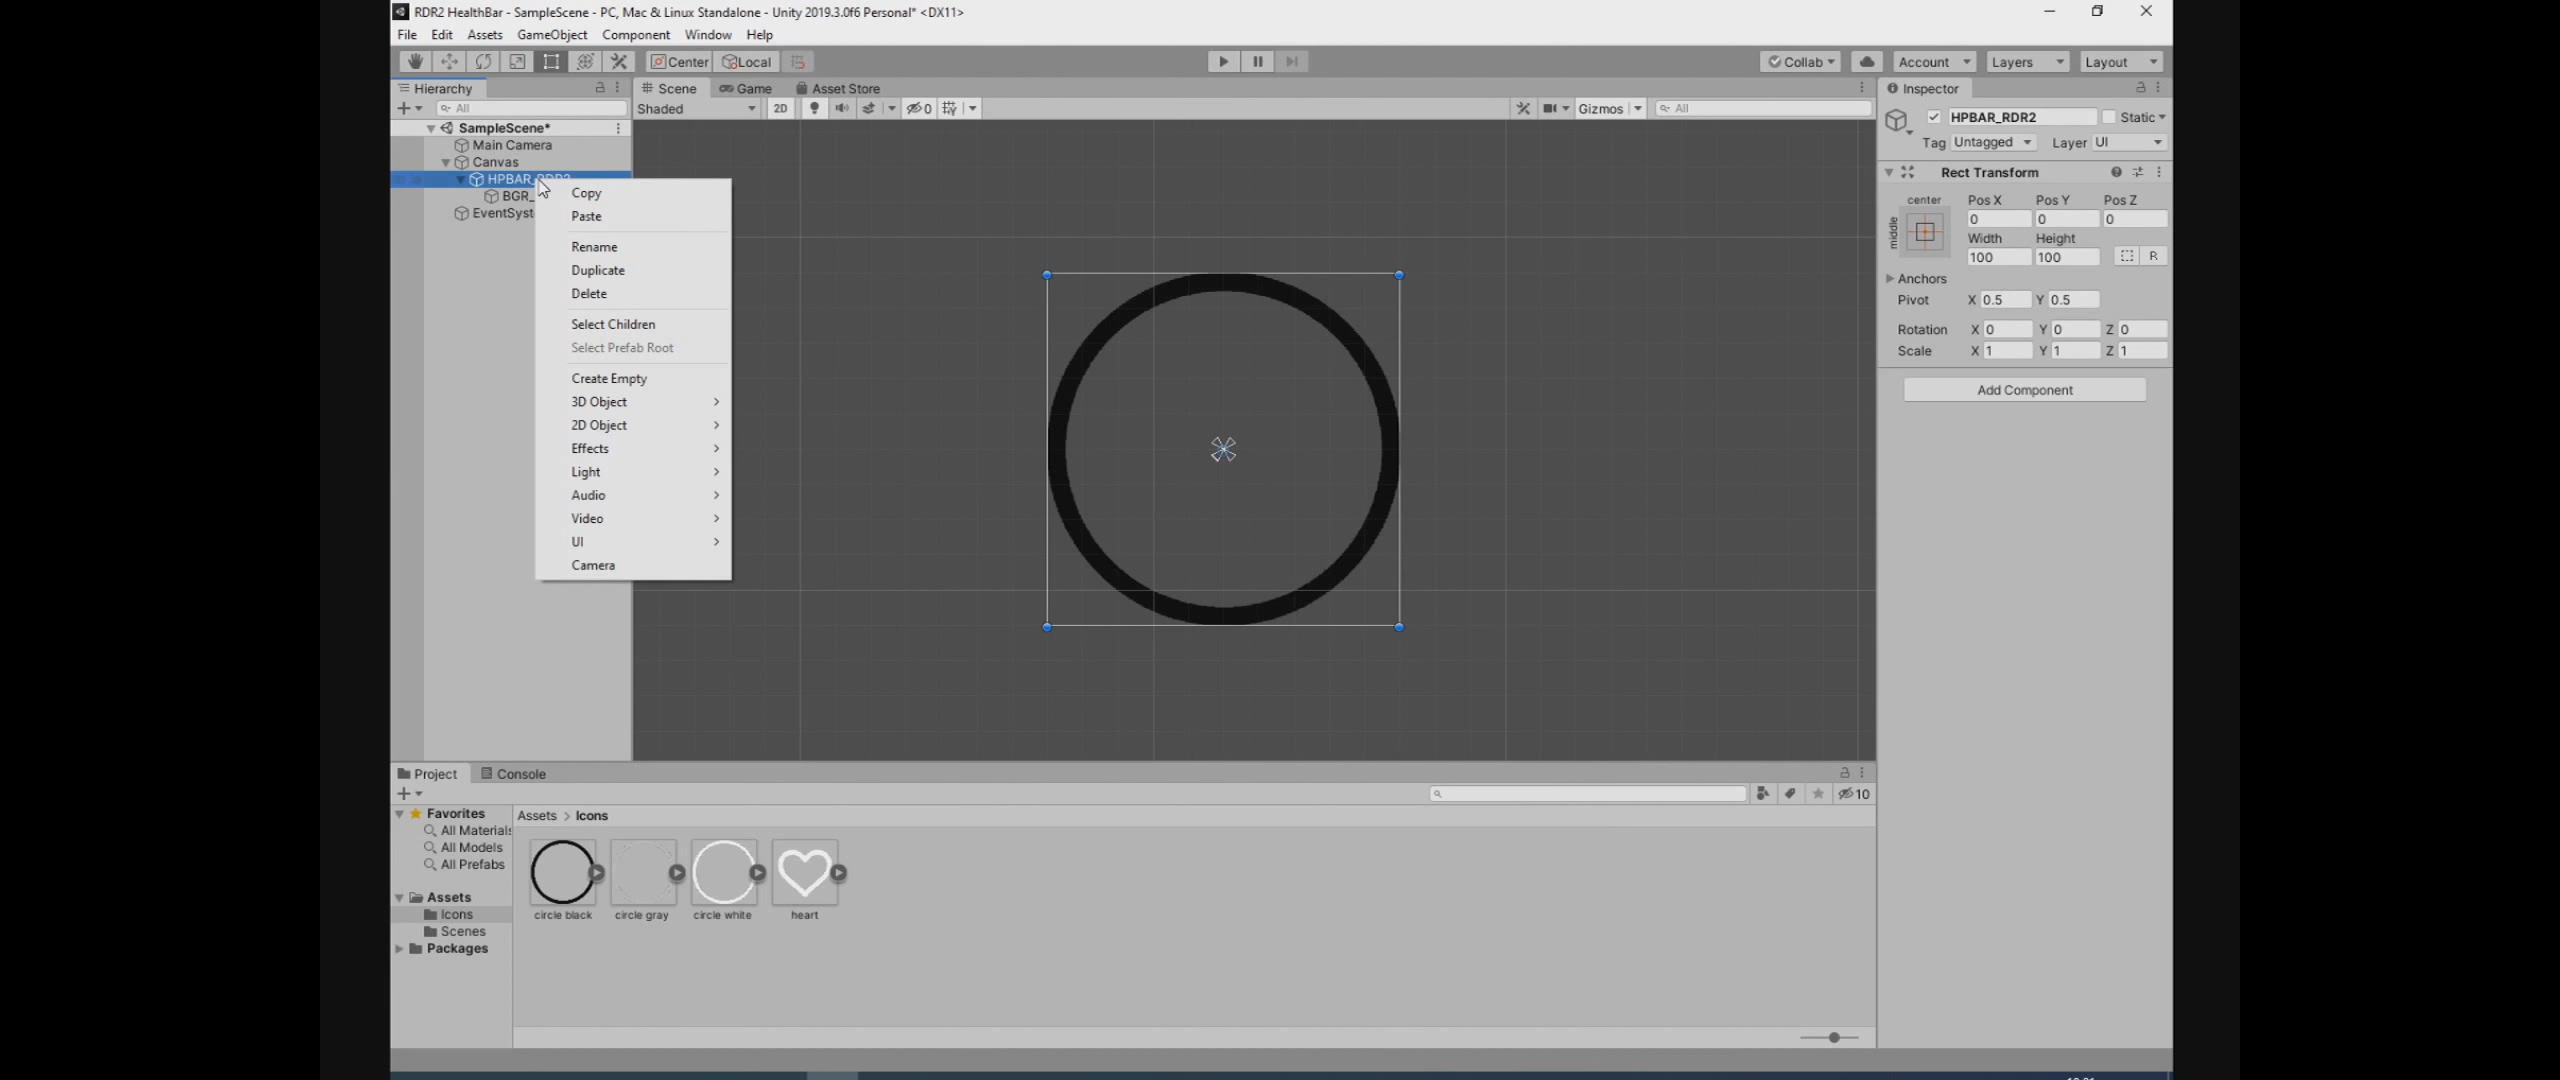 RDR2 HealthBar - SampleScene - PC, Mac & Linux Standalone - Unity 2019.3.0f6 Personal* <DX11>
File Edit Assets GameObject Component Window Help
Center Local Collab Account Layers Layout
Hierarchy Scene Game Asset Store Inspector
All Shaded 2D 0 Gizmos All
HPBAR_RDR2 Static
SampleScene*
Main Camera
Tag Untagged Layer UI
Canvas
HPBAR_RDR2
BGR_
EventSyst
Rect Transform
Copy
Paste
Rename
Duplicate
Delete
Select Children
Select Prefab Root
Create Empty
3D Object
2D Object
Effects
Light
Audio
Video
UI
Camera
center
middle
Pos X Pos Y Pos Z
0 0 0
Width Height
100 100 R
Anchors
Pivot X 0.5 Y 0.5
Rotation X 0 Y 0 Z 0
Scale X 1 Y 1 Z 1
Add Component
Project Console
10
Favorites
All Materials
All Models
All Prefabs
Assets
Icons
Scenes
Packages
Assets > Icons
circle black circle gray circle white heart